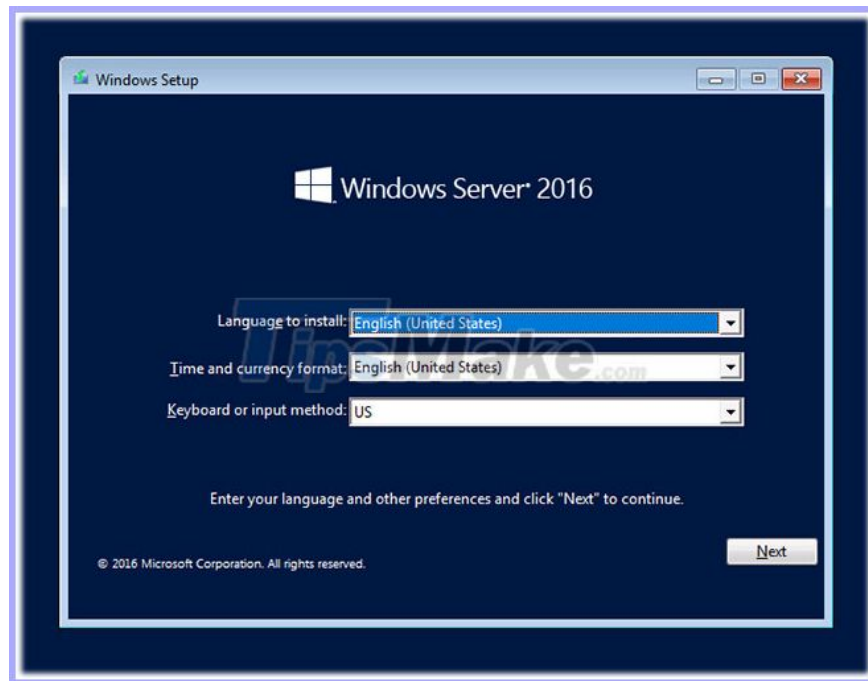 Windows Setup
Windows Server® 2016
Language to install: English (United States)
TipsMake.com
Time and currency format: English (United States)
Keyboard or input method: US
Enter your language and other preferences and click "Next" to continue.
Next
© 2016 Microsoft Corporation. All rights reserved.